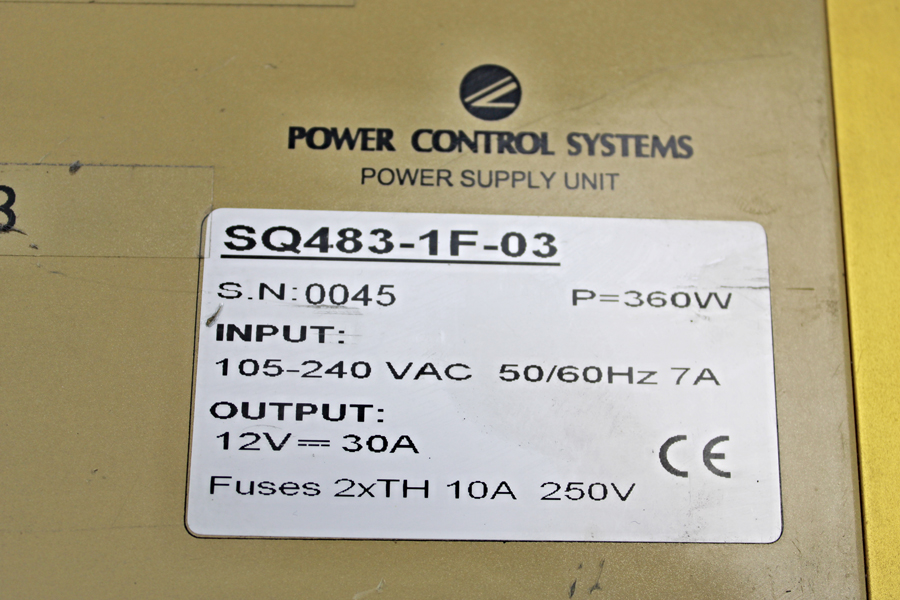 POWER CONTROL SYSTEMS
POWER SUPPLY UNIT
3
SQ483-1F-03
S.N:0045 P=360W
INPUT:
105-240 VAC 50/60Hz 7A
OUTPUT:
12V⎓30A
CE
Fuses 2xTH 10A 250V